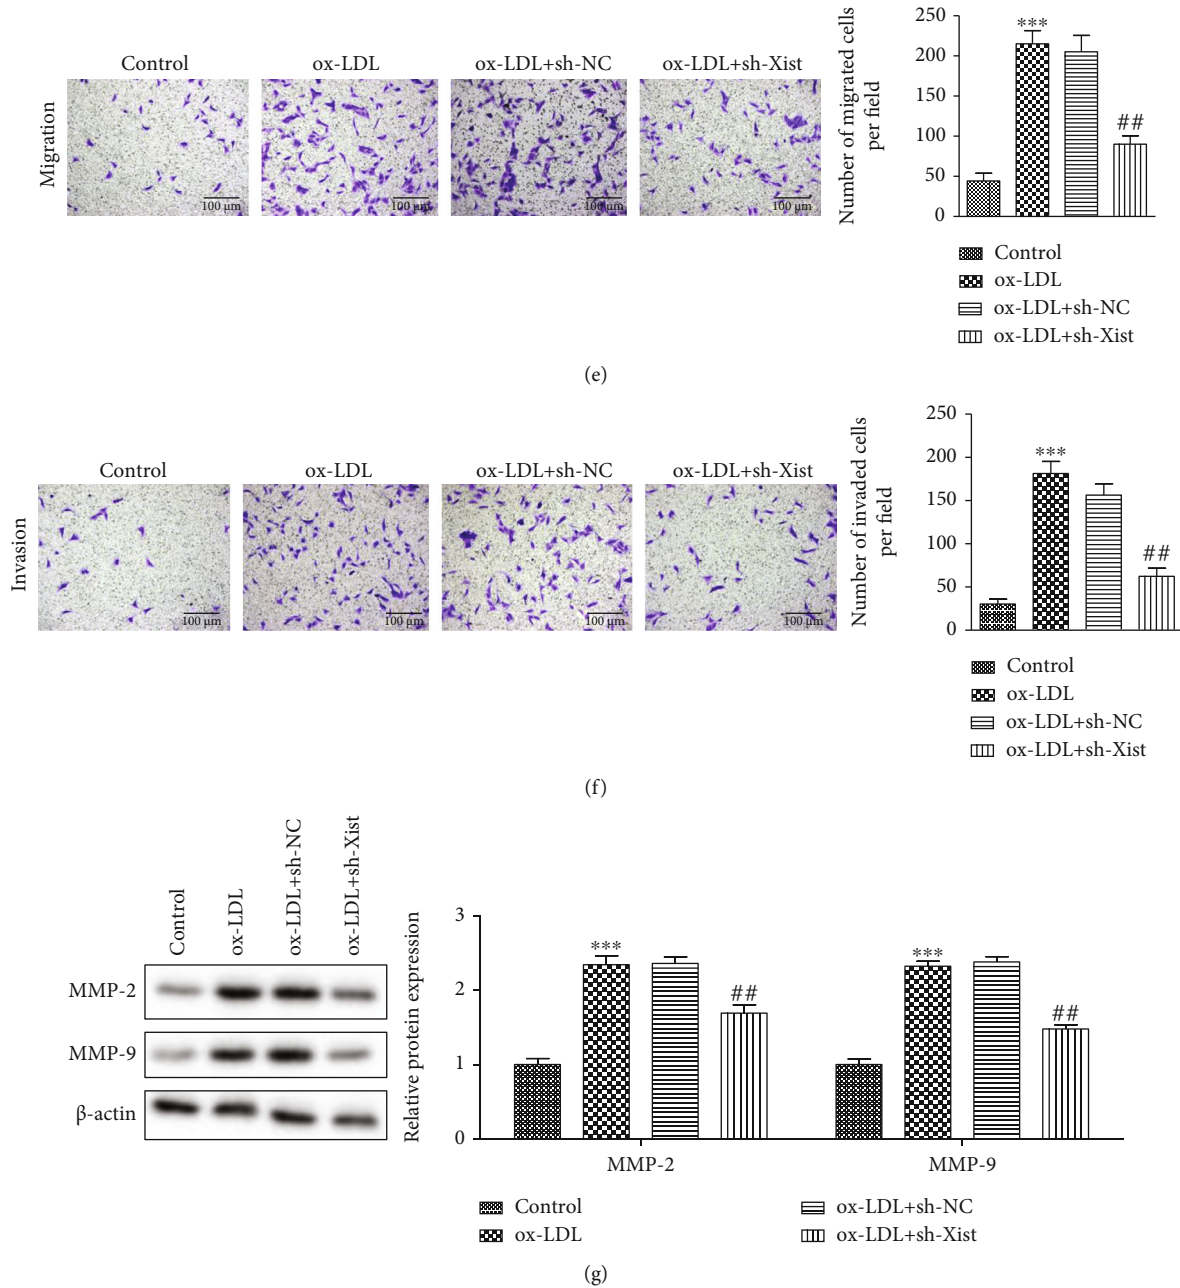 Control
ox-LDL
ox-LDL+sh-NC
ox-LDL+sh-Xist
Migration
100 μm
100 μm
100 μm
100 μm
Number of migrated cells
per field
250
200
150
100
50
0
***
##
Control
ox-LDL
ox-LDL+sh-NC
ox-LDL+sh-Xist
(e)
Control
ox-LDL
ox-LDL+sh-NC
ox-LDL+sh-Xist
Invasion
100 μm
100 μm
100 μm
100 μm
Number of invaded cells
per field
250
200
150
100
50
0
***
##
Control
ox-LDL
ox-LDL+sh-NC
ox-LDL+sh-Xist
(f)
Control
ox-LDL
ox-LDL+sh-NC
ox-LDL+sh-Xist
MMP-2
MMP-9
β-actin
Relative protein expression
3
2
1
0
***
##
***
##
MMP-2
MMP-9
Control
ox-LDL
ox-LDL+sh-NC
ox-LDL+sh-Xist
(g)